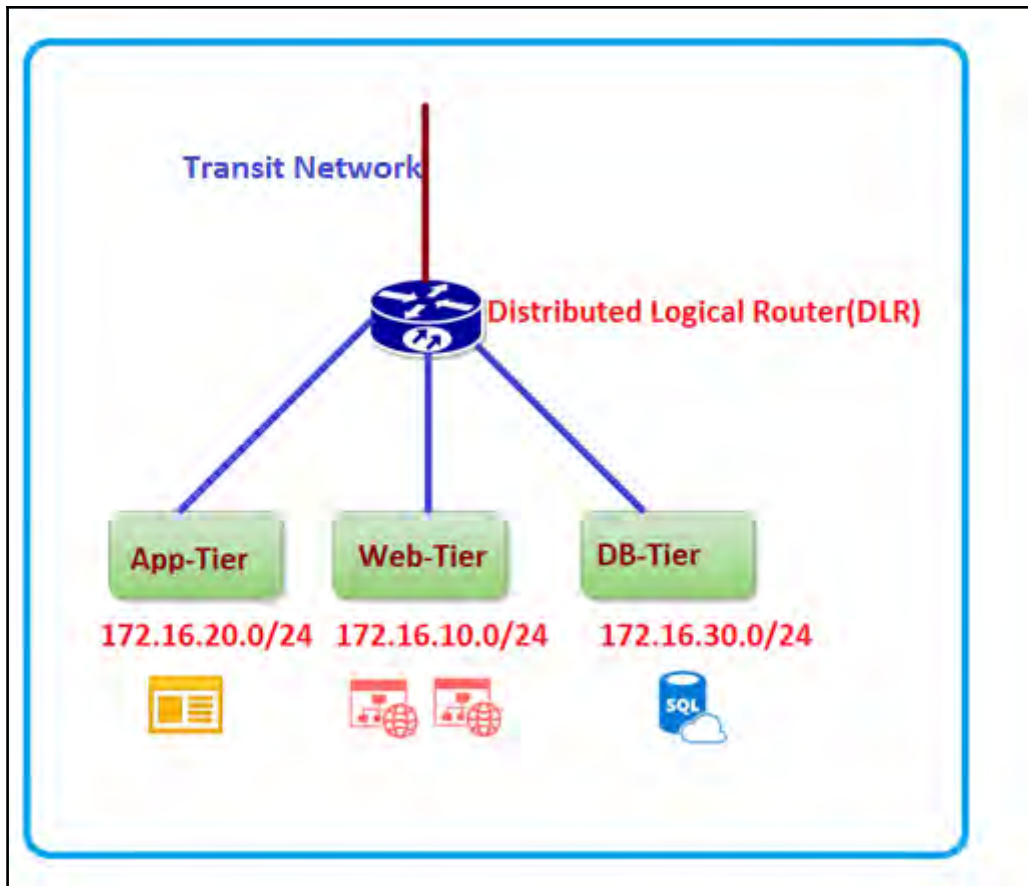 Transit Network
Distributed Logical Router(DLR)
App-Tier
Web-Tier
DB-Tier
172.16.20.0/24
172.16.10.0/24
172.16.30.0/24
SQL